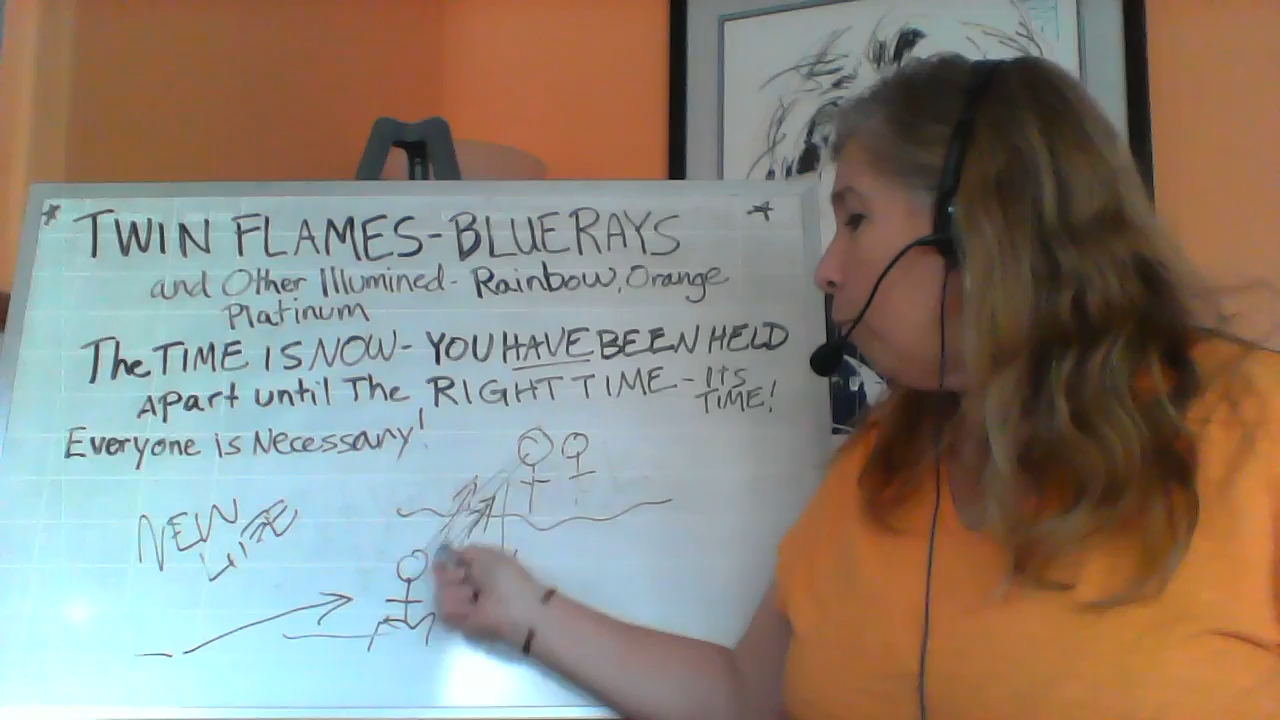 * TWIN FLAMES-BLUERAYS *
and Other Illumined - Rainbow, Orange
Platinum
The TIME IS NOW - YOU HAVE BEEN HELD
Apart until The RIGHT TIME - ITS
TIME!
Everyone is Necessary!
NEW
LIFE